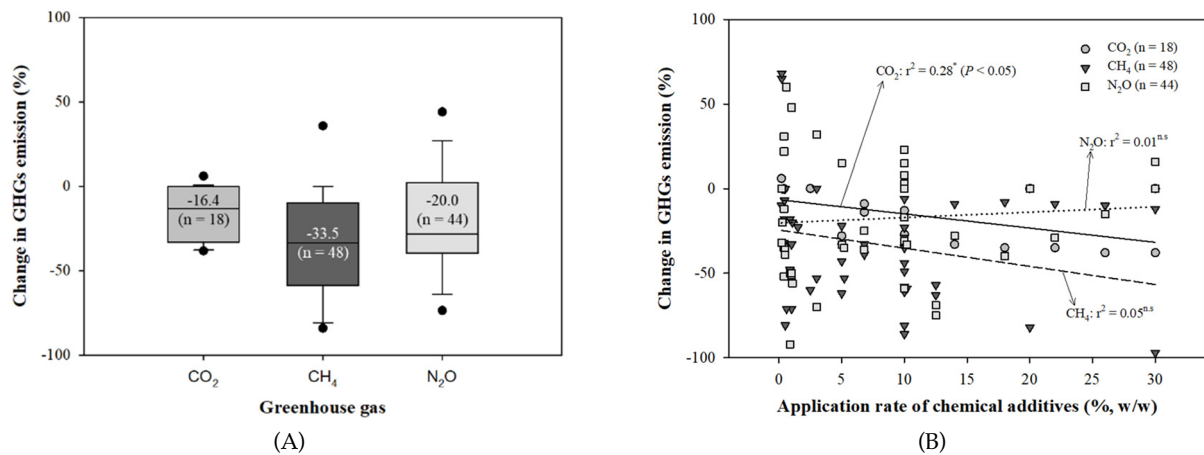 100
50
0
-50
-100
Change in GHGs emission (%)
-16.4
(n = 18)
-33.5
(n = 48)
-20.0
(n = 44)
CO₂
CH₄
N₂O
Greenhouse gas
(A)
100
50
0
-50
-100
Change in GHGs emission (%)
CO₂ (n = 18)
CH₄ (n = 48)
N₂O (n = 44)
CO₂: r² = 0.28* (P < 0.05)
N₂O: r² = 0.01ⁿ·ˢ
CH₄: r² = 0.05ⁿ·ˢ
0 5 10 15 20 25 30
Application rate of chemical additives (%, w/w)
(B)